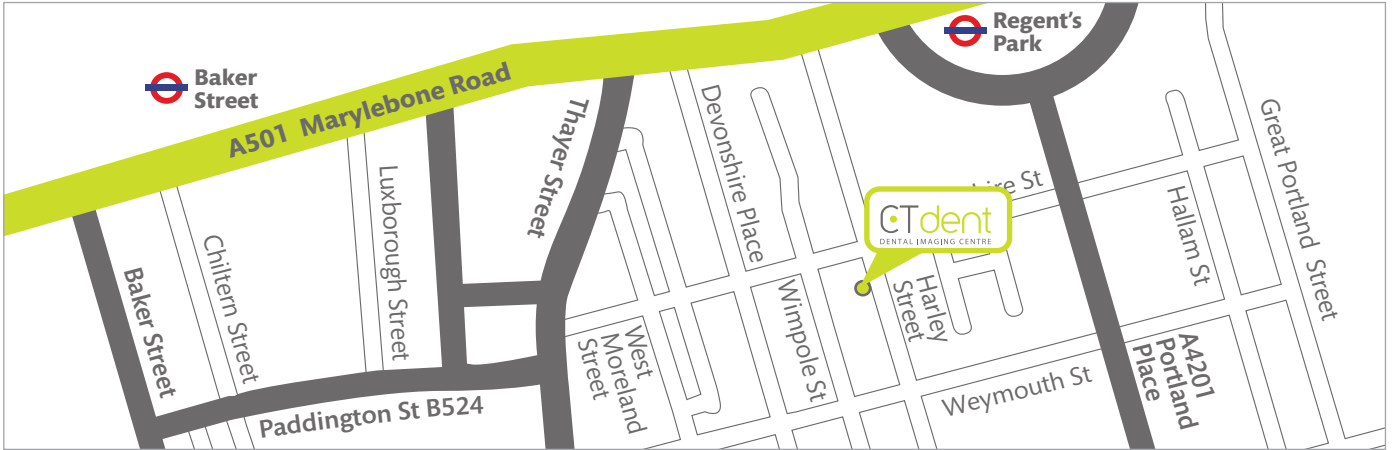 Baker
Street
A501 Marylebone Road
Regent's
Park
Baker Street
Chiltern Street
Luxborough Street
Thayer Street
Paddington St B524
West
Moreland
Street
Devonshire Place
Wimpole St
CTdent
DENTAL IMAGING CENTRE
St
Harley
Street
Weymouth St
A4201
Portland
Place
Hallam St
Great Portland Street